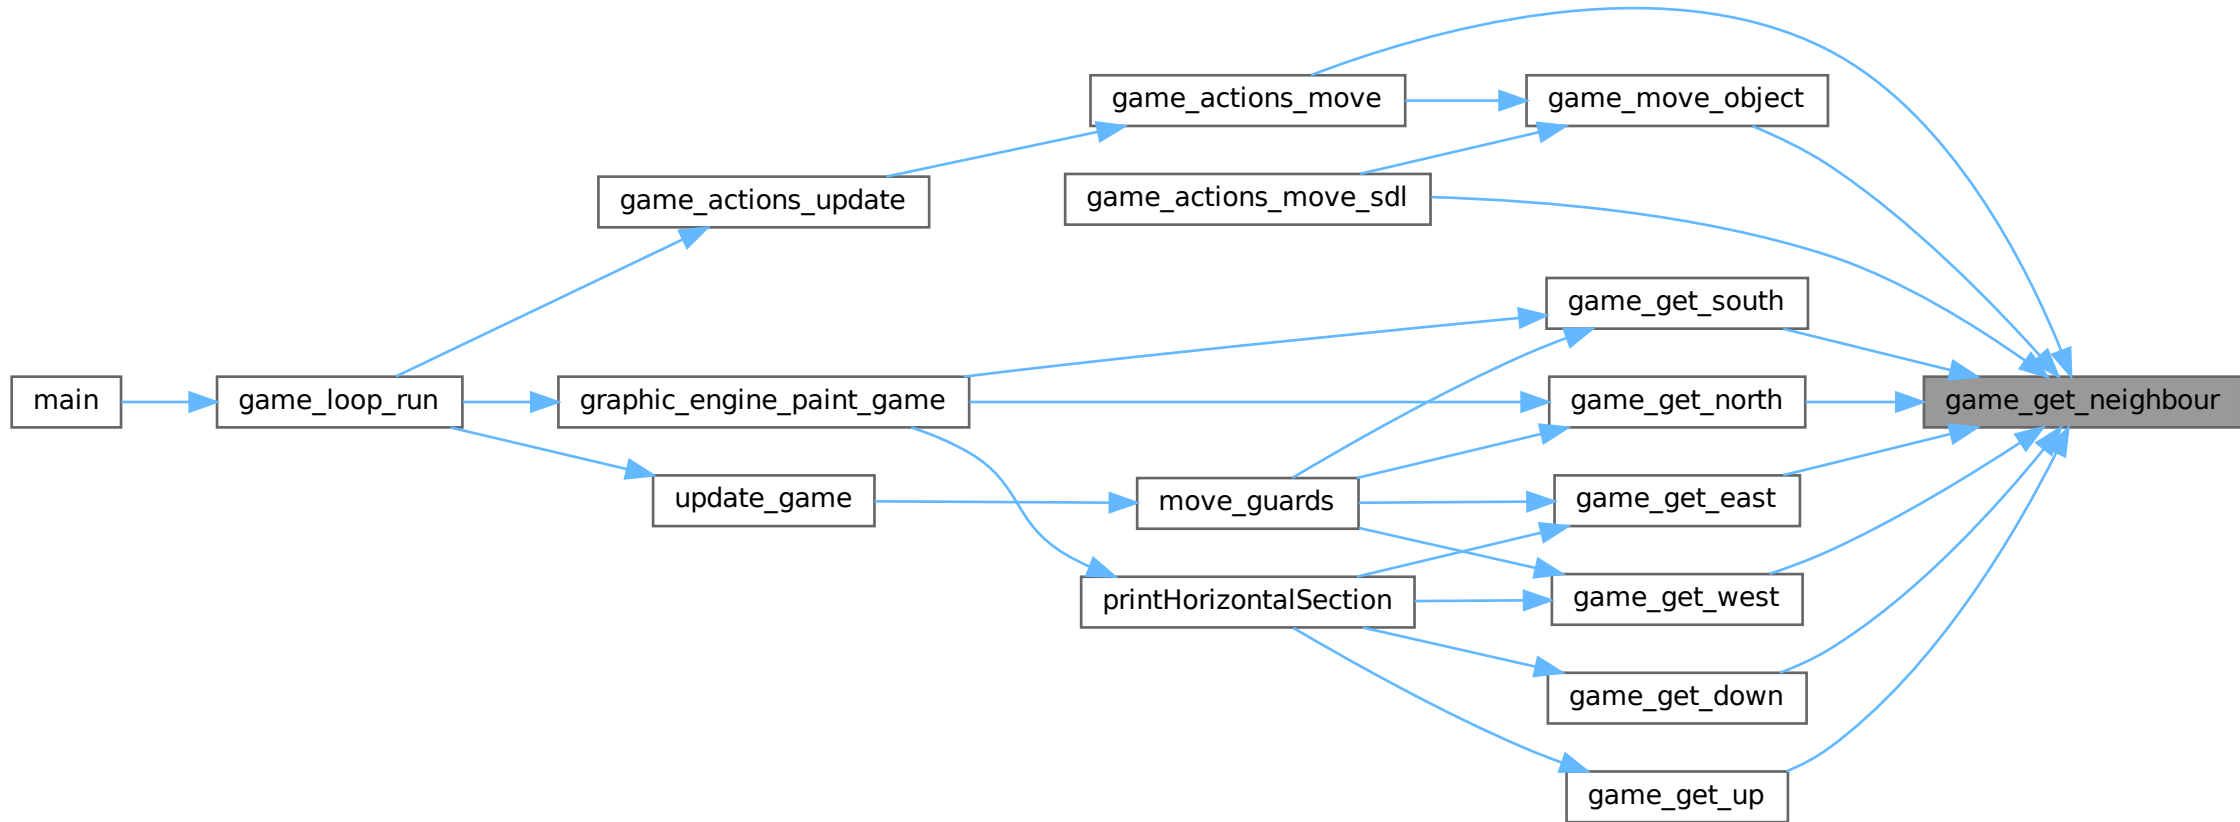 game_actions_move
game_move_object
game_actions_update
game_actions_move_sdl
game_get_south
main
game_loop_run
graphic_engine_paint_game
game_get_north
game_get_neighbour
update_game
move_guards
game_get_east
printHorizontalSection
game_get_west
game_get_down
game_get_up